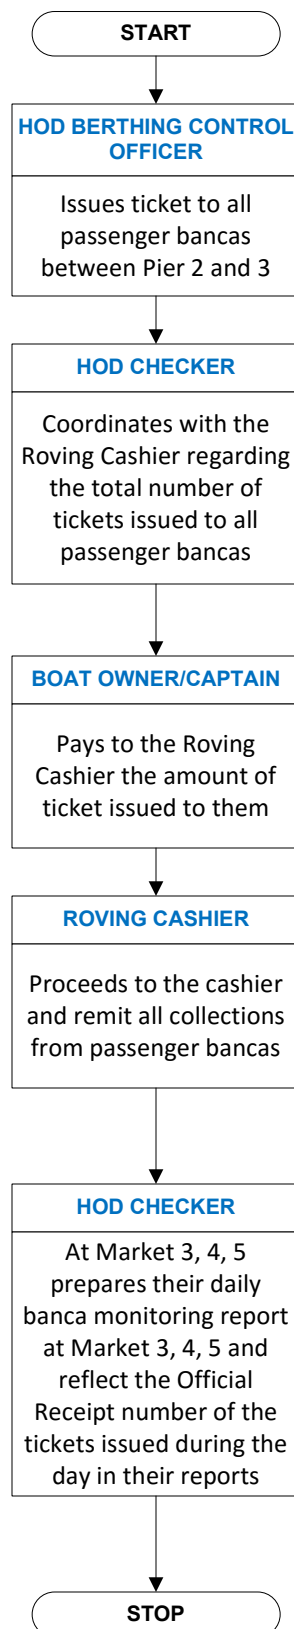 START
HOD BERTHING CONTROL
OFFICER
Issues ticket to all
passenger bancas
between Pier 2 and 3
HOD CHECKER
Coordinates with the
Roving Cashier regarding
the total number of
tickets issued to all
passenger bancas
BOAT OWNER/CAPTAIN
Pays to the Roving
Cashier the amount of
ticket issued to them
ROVING CASHIER
Proceeds to the cashier
and remit all collections
from passenger bancas
HOD CHECKER
At Market 3, 4, 5
prepares their daily
banca monitoring report
at Market 3, 4, 5 and
reflect the Official
Receipt number of the
tickets issued during the
day in their reports
STOP